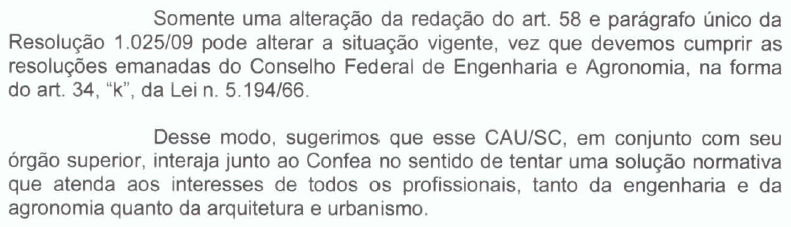 Somente uma alteração da redação do art. 58 e parágrafo único da
Resolução 1.025/09 pode alterar a situação vigente, vez que devemos cumprir as
resoluções emanadas do Conselho Federal de Engenharia e Agronomia, na forma
do art. 34, “k”, da Lei n. 5.194/66.
Desse modo, sugerimos que esse CAU/SC, em conjunto com seu
órgão superior, interaja junto ao Confea no sentido de tentar uma solução normativa
que atenda aos interesses de todos os profissionais, tanto da engenharia e da
agronomia quanto da arquitetura e urbanismo.